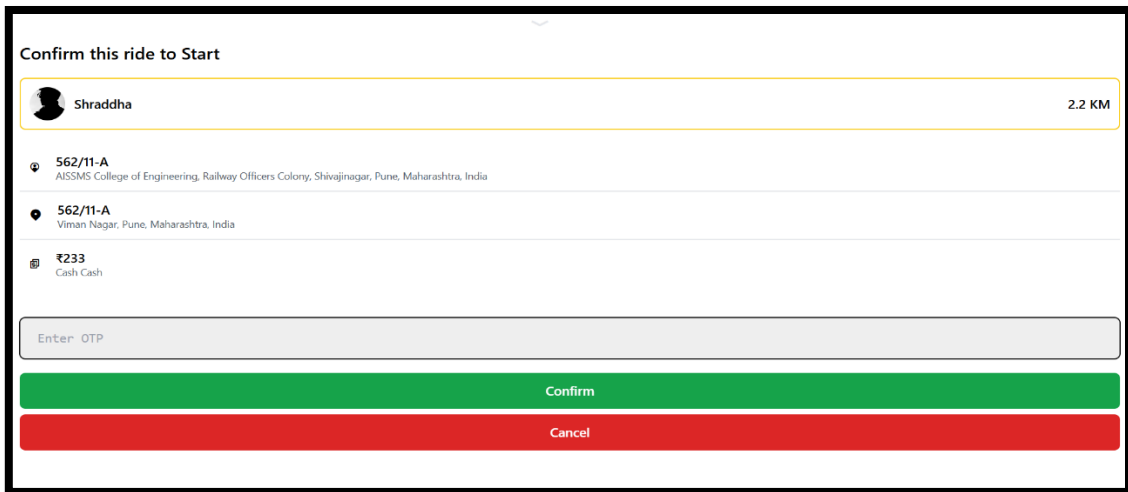 Confirm this ride to Start
Shraddha 2.2 KM
562/11-A
AISSMS College of Engineering, Railway Officers Colony, Shivajinagar, Pune, Maharashtra, India
562/11-A
Viman Nagar, Pune, Maharashtra, India
₹233
Cash Cash
Enter OTP
Confirm
Cancel